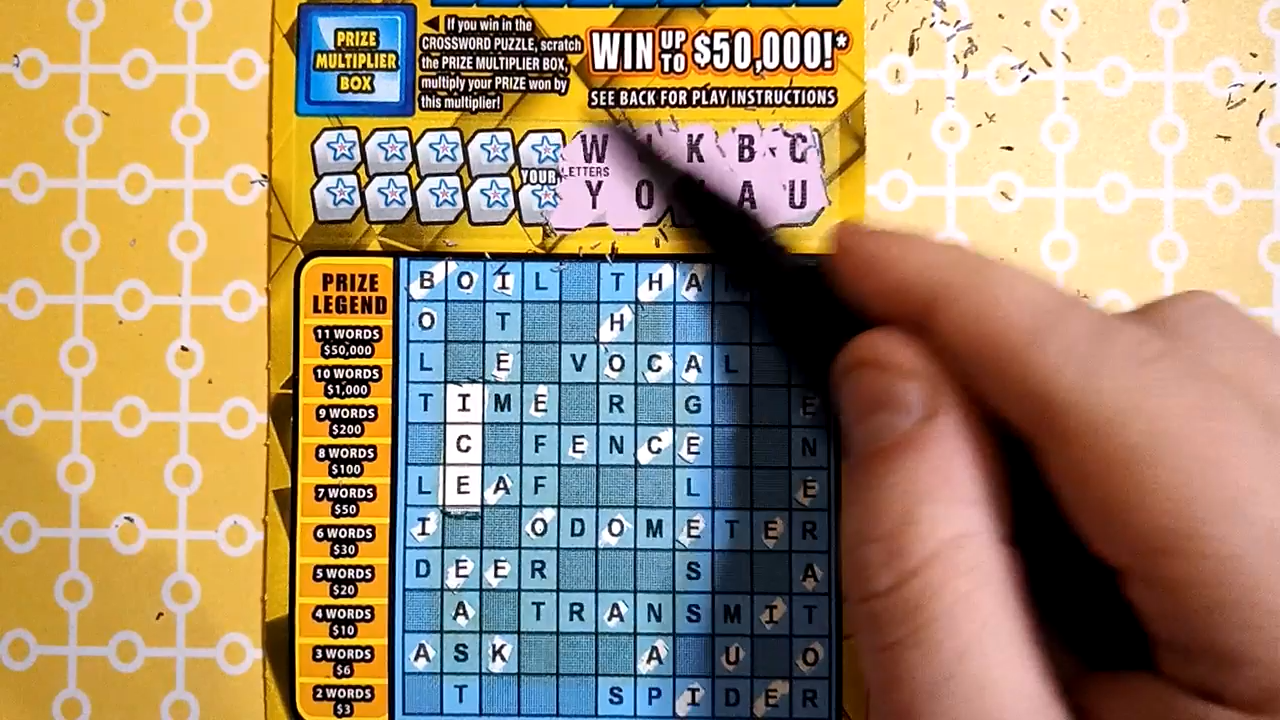 PRIZE
MULTIPLIER
BOX
If you win in the
CROSSWORD PUZZLE, scratch
the PRIZE MULTIPLIER BOX,
multiply your PRIZE won by
this multiplier!
WIN UP TO $50,000!*
SEE BACK FOR PLAY INSTRUCTIONS
W K B C
YOUR LETTERS
Y O A U
PRIZE
LEGEND
11 WORDS
$50,000
10 WORDS
$1,000
9 WORDS
$200
8 WORDS
$100
7 WORDS
$50
6 WORDS
$30
5 WORDS
$20
4 WORDS
$10
3 WORDS
$6
2 WORDS
$3
B O I L T H A
O T H
L E V O C A L
T I M E R G E
C F E N C E N
L E A F L E
I O D O M E T E R
D E E R S A
A T R A N S M I T
A S K A U O
T S P I D E R